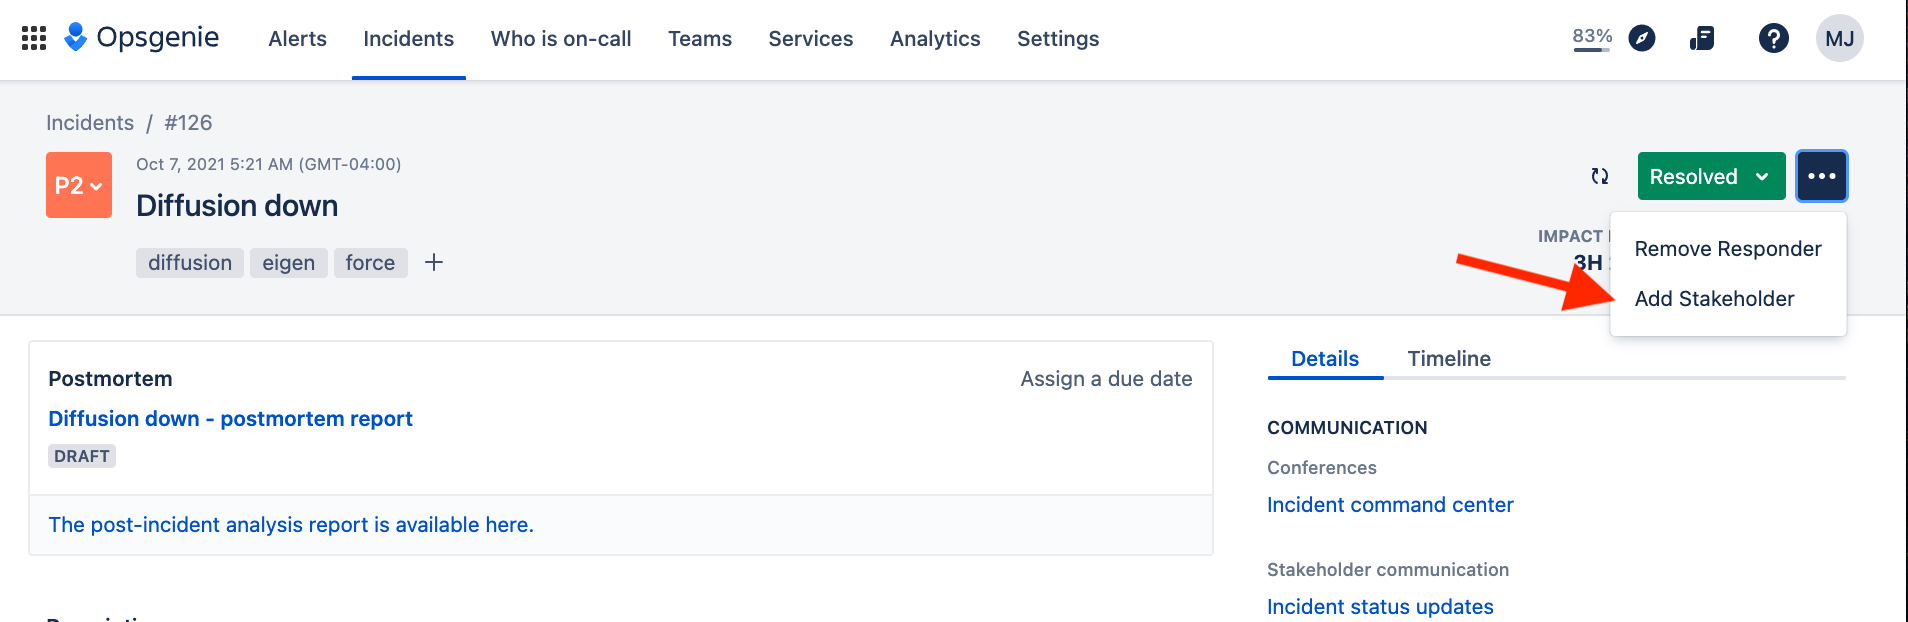 Opsgenie Alerts Incidents Who is on-call Teams Services Analytics Settings 83% MJ
Incidents / #126
P2
Oct 7, 2021 5:21 AM (GMT-04:00)
Diffusion down
diffusion eigen force +
Resolved
IMPACT
3H
Remove Responder
Add Stakeholder
Postmortem
Assign a due date
Diffusion down - postmortem report
DRAFT
The post-incident analysis report is available here.
Details Timeline
COMMUNICATION
Conferences
Incident command center
Stakeholder communication
Incident status updates